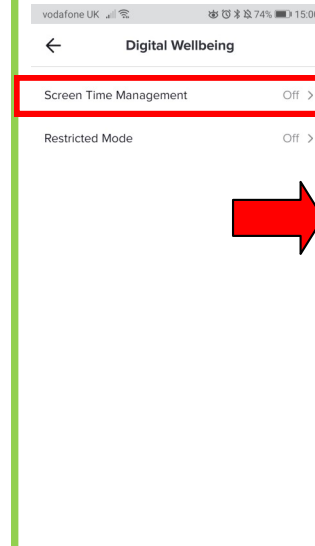 vodafone UK 74% 15:00
Digital Wellbeing
Screen Time Management Off
Restricted Mode Off